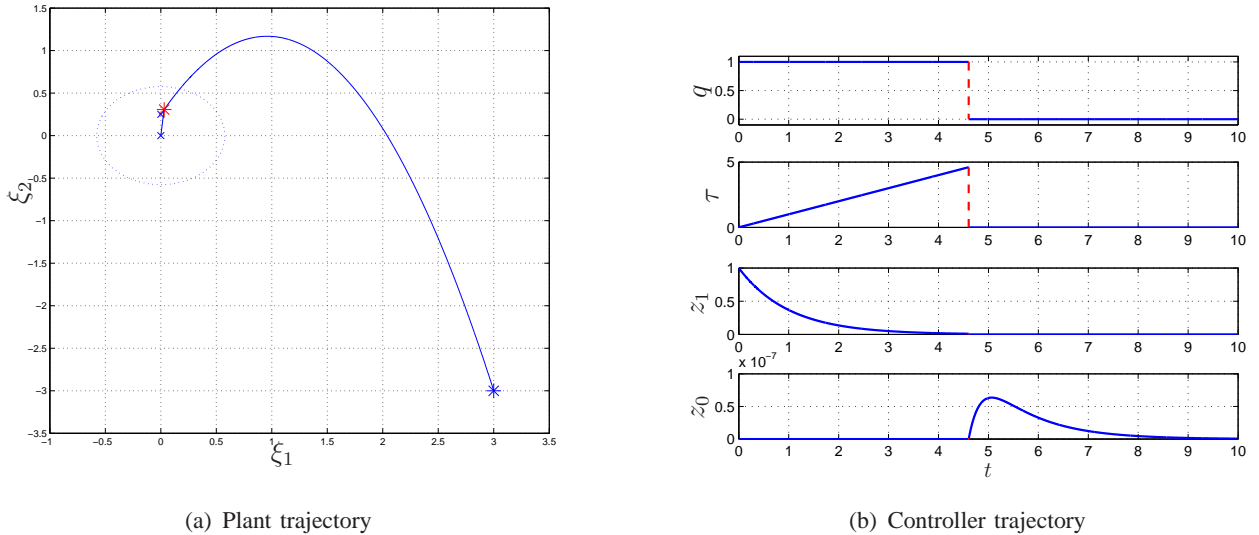 1.5
1
0.5
0
−0.5
−1
−1.5
−2
−2.5
−3
−3.5
ξ2
−1 −0.5 0 0.5 1 1.5 2 2.5 3 3.5
ξ1
(a) Plant trajectory
1
0.5
0
q
0 1 2 3 4 5 6 7 8 9 10
5
0
τ
0 1 2 3 4 5 6 7 8 9 10
1
0.5
0
z1
0 1 2 3 4 5 6 7 8 9 10
x 10−7
1
0.5
0
z0
0 1 2 3 4 5 6 7 8 9 10
t
(b) Controller trajectory